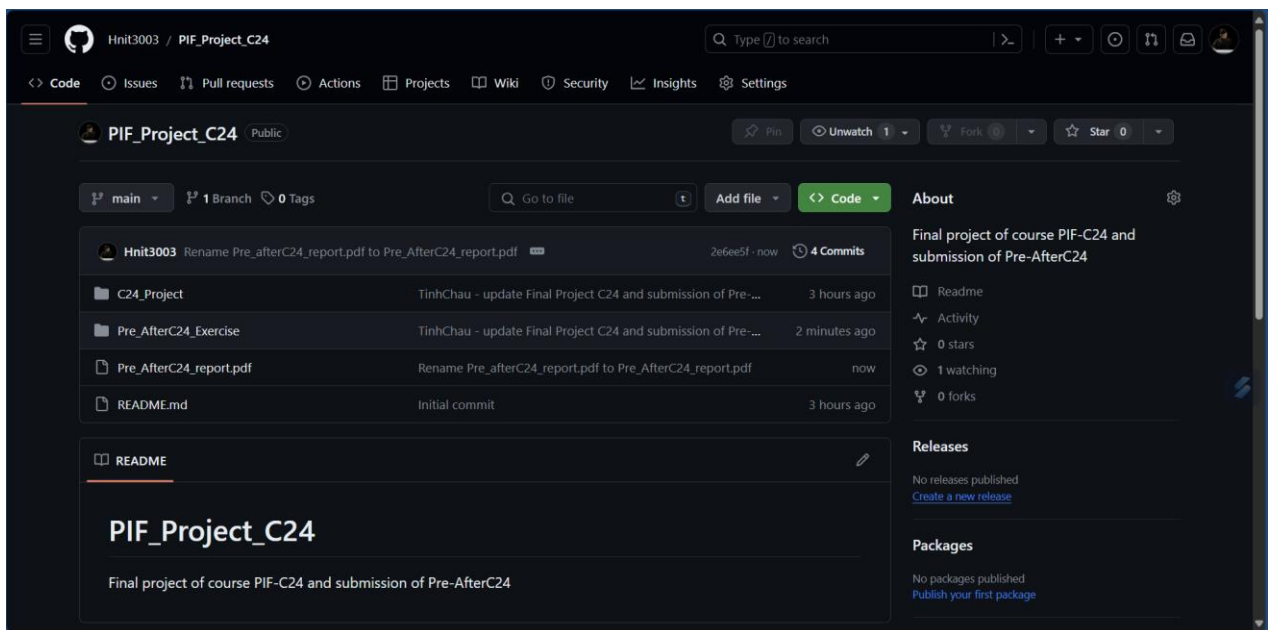 Hnit3003 / PIF_Project_C24
Type / to search
Code Issues Pull requests Actions Projects Wiki Security Insights Settings
PIF_Project_C24 Public
Pin Unwatch 1 Fork 0 Star 0
main 1 Branch 0 Tags
Go to file t Add file Code
Hnit3003 Rename Pre_afterC24_report.pdf to Pre_AfterC24_report.pdf 2e6ee5f · now 4 Commits
C24_Project TinhChau - update Final Project C24 and submission of Pre-... 3 hours ago
Pre_AfterC24_Exercise TinhChau - update Final Project C24 and submission of Pre-... 2 minutes ago
Pre_AfterC24_report.pdf Rename Pre_afterC24_report.pdf to Pre_AfterC24_report.pdf now
README.md Initial commit 3 hours ago
README
PIF_Project_C24
Final project of course PIF-C24 and submission of Pre-AfterC24
About
Final project of course PIF-C24 and
submission of Pre-AfterC24
Readme
Activity
0 stars
1 watching
0 forks
Releases
No releases published
Create a new release
Packages
No packages published
Publish your first package